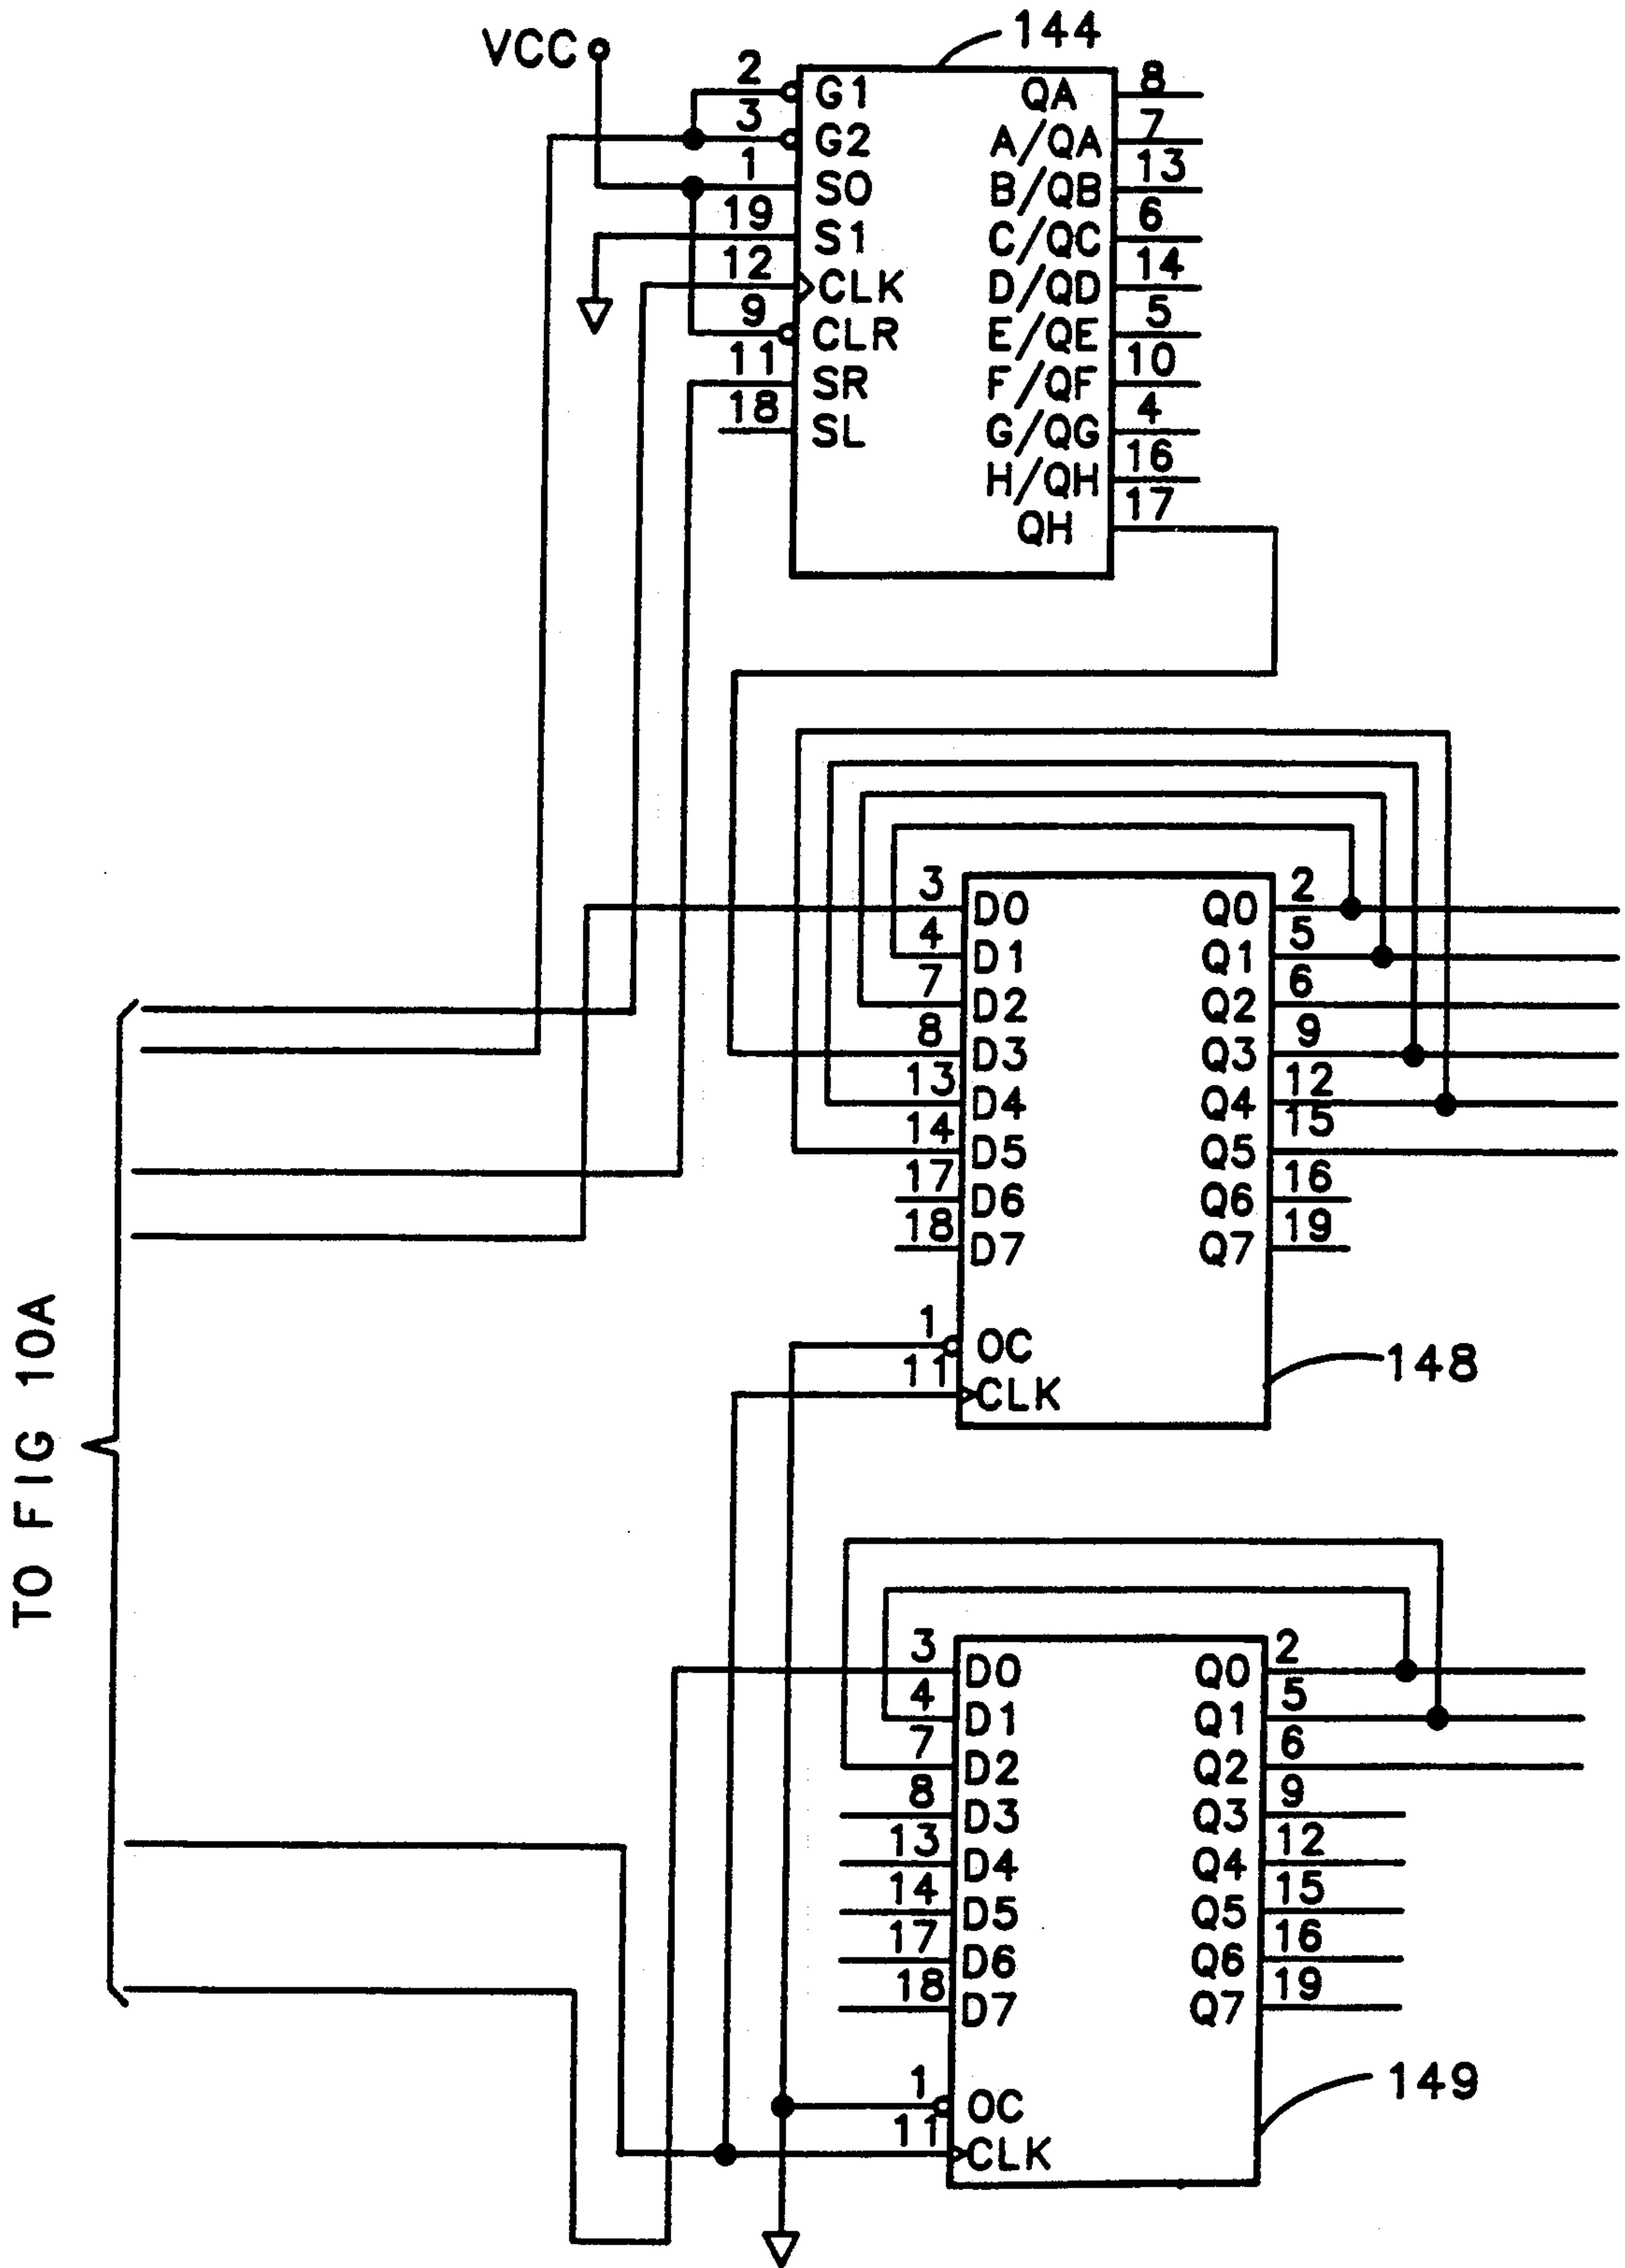 VCC
144
2 G1 QA 8
3 G2 A/QA 7
1 S0 B/QB 13
19 S1 C/QC 6
12 CLK D/QD 14
9 CLR E/QE 5
11 SR F/QF 10
18 SL G/QG 4
H/QH 16
QH 17
3 D0 Q0 2
4 D1 Q1 5
7 D2 Q2 6
8 D3 Q3 9
13 D4 Q4 12
14 D5 Q5 15
17 D6 Q6 16
18 D7 Q7 19
1 OC
11 CLK
148
TO FIG 10A
3 D0 Q0 2
4 D1 Q1 5
7 D2 Q2 6
8 D3 Q3 9
13 D4 Q4 12
14 D5 Q5 15
17 D6 Q6 16
18 D7 Q7 19
1 OC
11 CLK
149